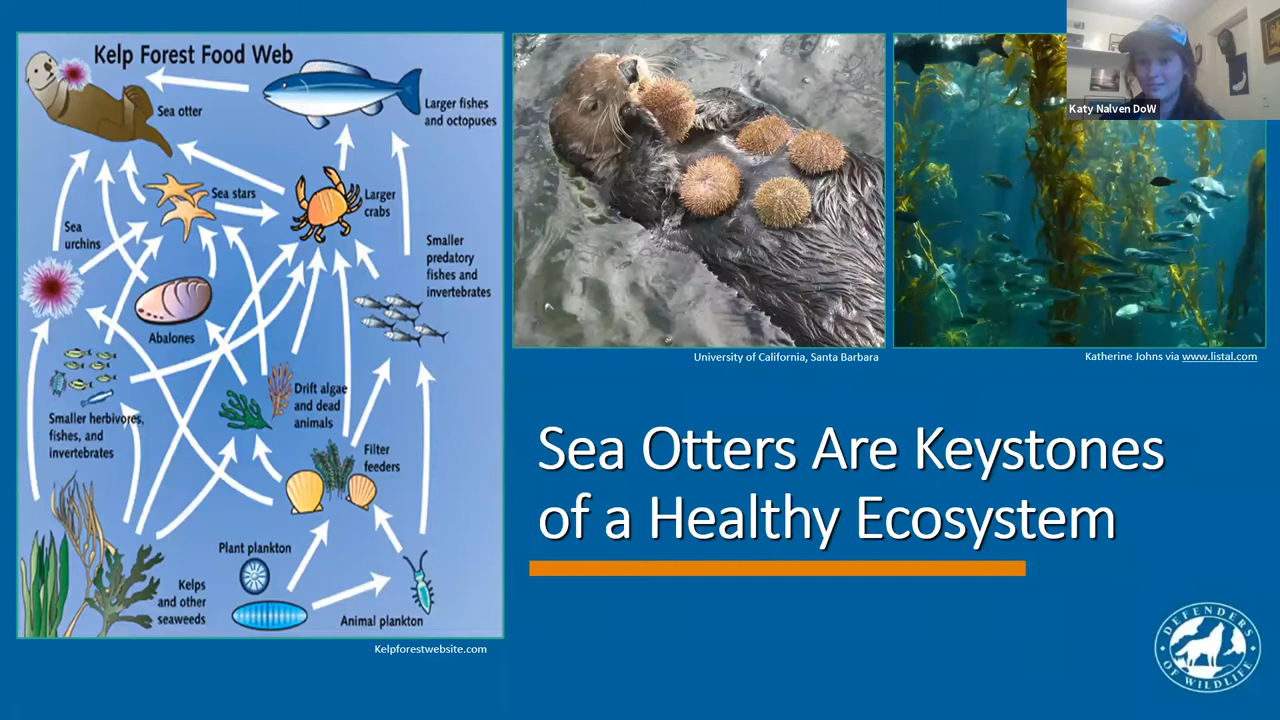 Kelp Forest Food Web
Sea otter
Larger fishes
and octopuses
Sea stars
Larger
crabs
Sea
urchins
Smaller
predatory
fishes and
invertebrates
Abalones
Drift algae
and dead
animals
Smaller herbivores,
fishes, and
invertebrates
Filter
feeders
Plant plankton
Kelps
and other
seaweeds
Animal plankton
Kelpforestwebsite.com
University of California, Santa Barbara
Katy Nalven DoW
Katherine Johns via www.listal.com
Sea Otters Are Keystones
of a Healthy Ecosystem
DEFENDERS
OF WILDLIFE